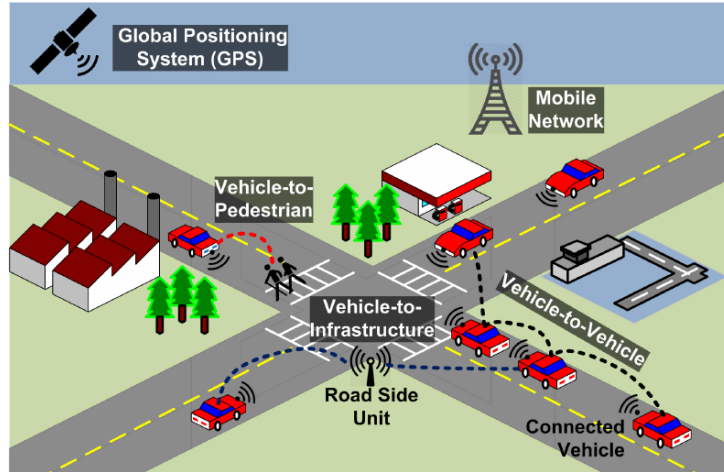 Global Positioning
System (GPS)
Mobile
Network
Vehicle-to-
Pedestrian
Vehicle-to-
Infrastructure
Vehicle-to-Vehicle
Road Side
Unit
Connected
Vehicle